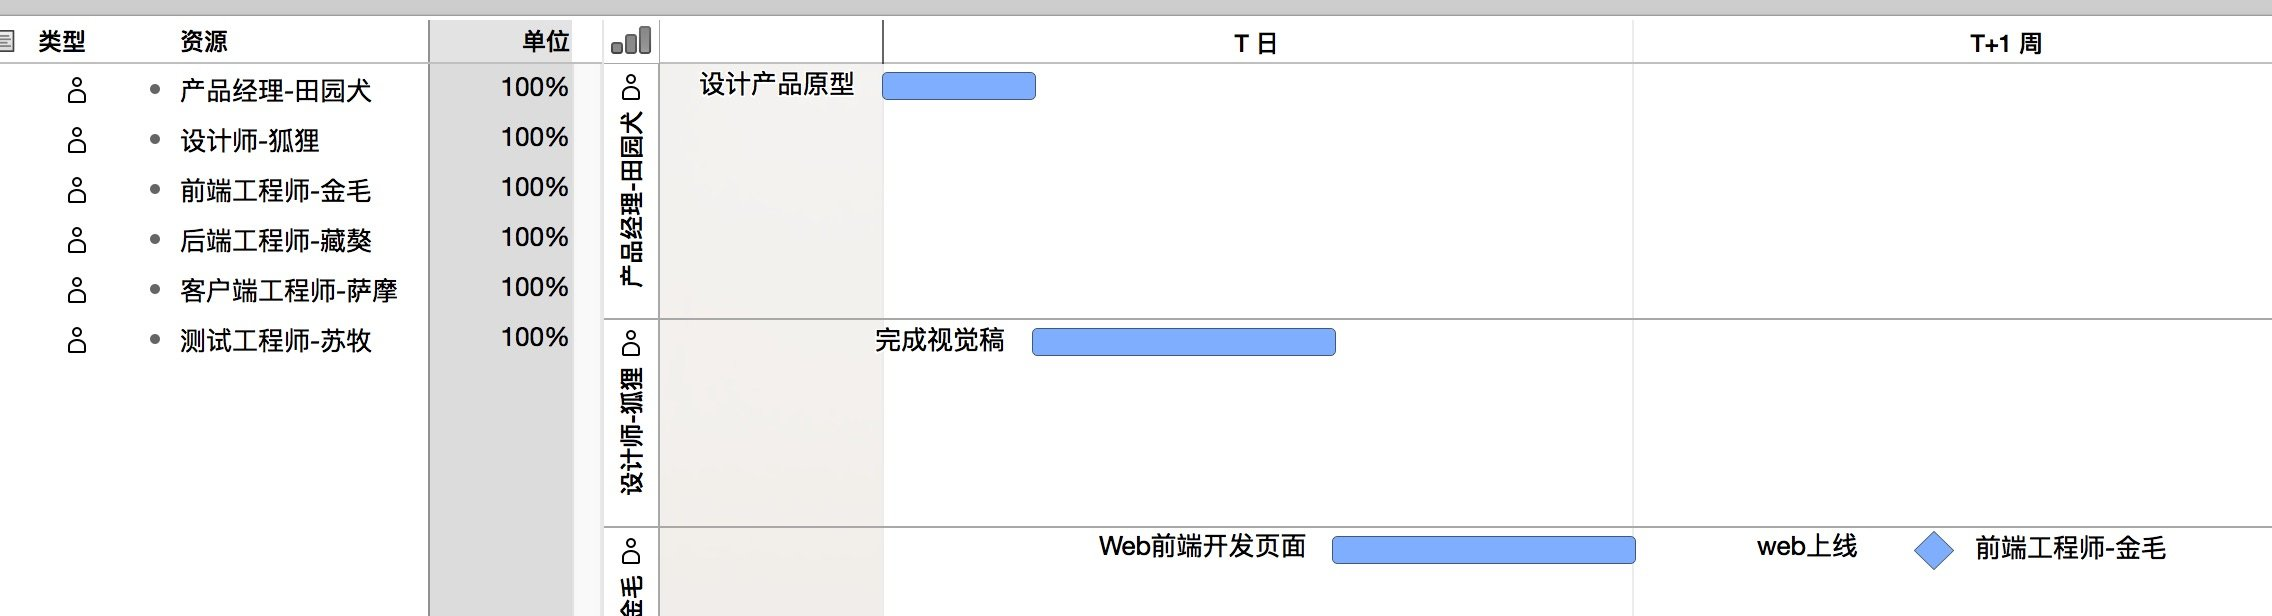 类型 资源 单位 T 日 T+1 周
产品经理-田园犬 100%
设计师-狐狸 100%
前端工程师-金毛 100%
后端工程师-藏獒 100%
客户端工程师-萨摩 100%
测试工程师-苏牧 100%
产品经理-田园犬
设计产品原型
设计师-狐狸
完成视觉稿
金毛
Web前端开发页面
web上线
前端工程师-金毛